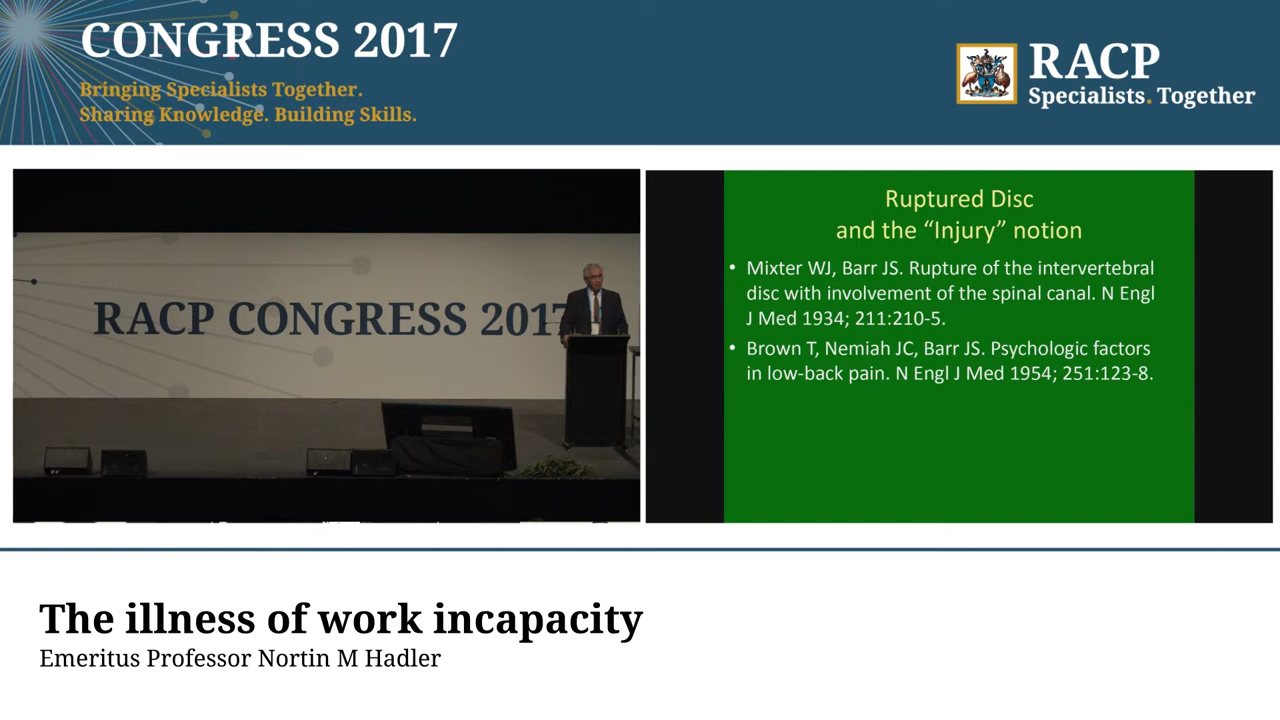 CONGRESS 2017
Bringing Specialists Together.
Sharing Knowledge. Building Skills.
RACP
Specialists. Together
RACP CONGRESS 2017
Ruptured Disc
and the “Injury” notion
• Mixter WJ, Barr JS. Rupture of the intervertebral
disc with involvement of the spinal canal. N Engl
J Med 1934; 211:210-5.
• Brown T, Nemiah JC, Barr JS. Psychologic factors
in low-back pain. N Engl J Med 1954; 251:123-8.
The illness of work incapacity
Emeritus Professor Nortin M Hadler